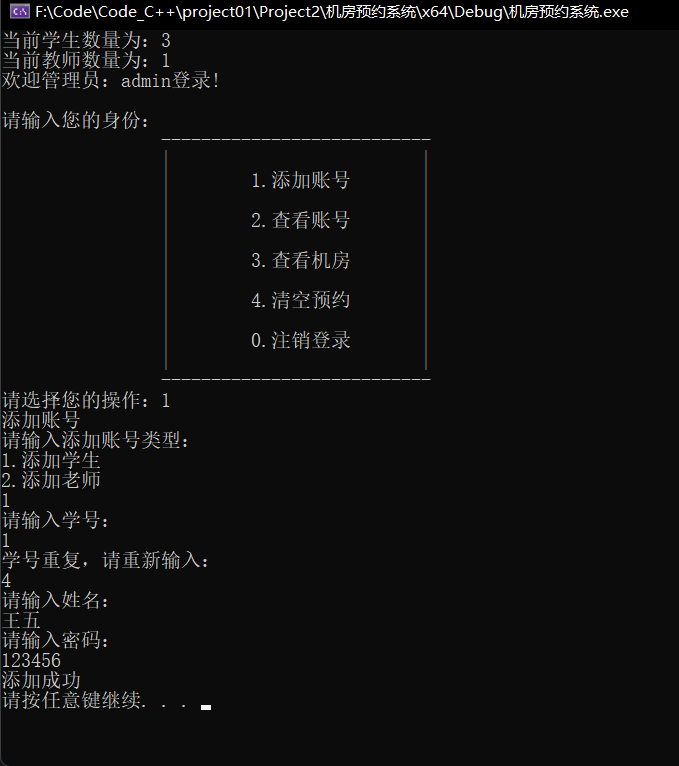 F:\Code\Code_C++\project01\Project2\机房预约系统\x64\Debug\机房预约系统.exe
当前学生数量为：3
当前教师数量为：1
欢迎管理员：admin登录！
请输入您的身份：
---------------------------
1.添加账号
2.查看账号
3.查看机房
4.清空预约
0.注销登录
---------------------------
请选择您的操作：1
添加账号
请输入添加账号类型：
1.添加学生
2.添加老师
1
请输入学号：
1
学号重复，请重新输入：
4
请输入姓名：
王五
请输入密码：
123456
添加成功
请按任意键继续. . .